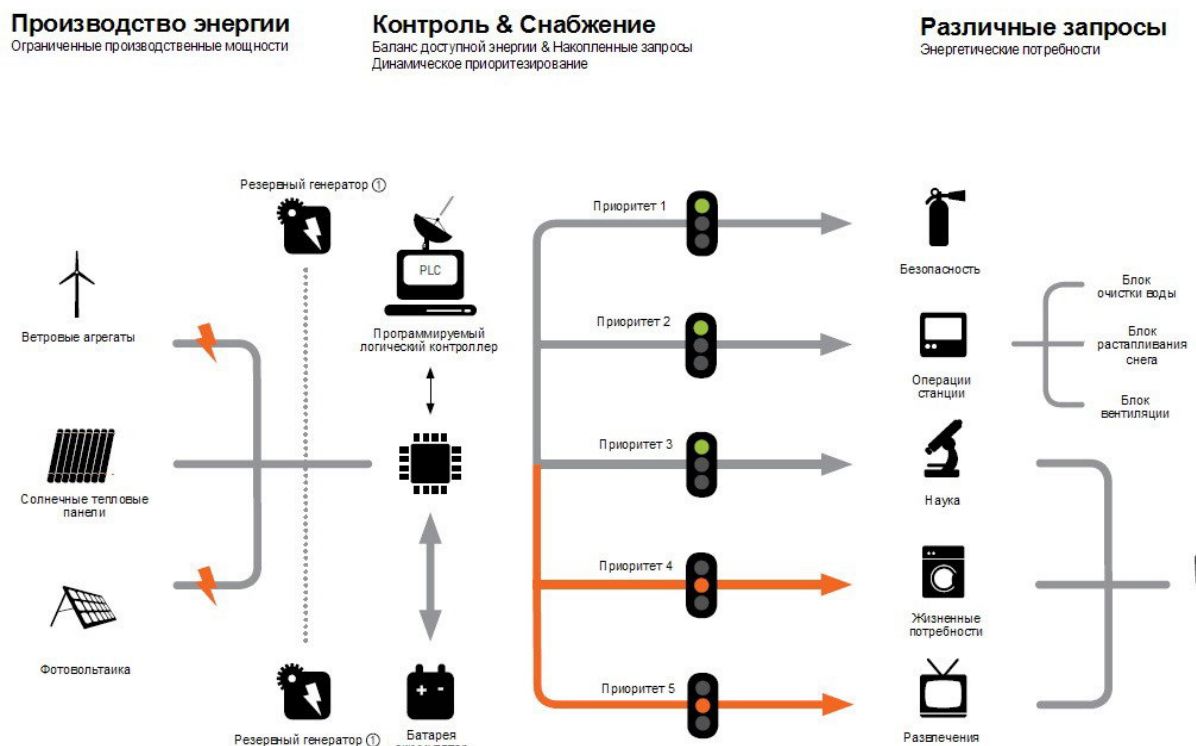 Производство энергии
Ограниченные производственные мощности
Контроль & Снабжение
Баланс доступной энергии & Накопленные запросы
Динамическое приоритезирование
Различные запросы
Энергетические потребности
Резервный генератор ①
Ветровые агрегаты
Солнечные тепловые
панели
Фотовольтаика
Резервный генератор ①
PLC
Программируемый
логический контроллер
Батарея
Приоритет 1
Приоритет 2
Приоритет 3
Приоритет 4
Приоритет 5
Безопасность
Операции
станции
Блок
очистки воды
Блок
растапливания
снега
Блок
вентиляции
Наука
Жизненные
потребности
Развлечения